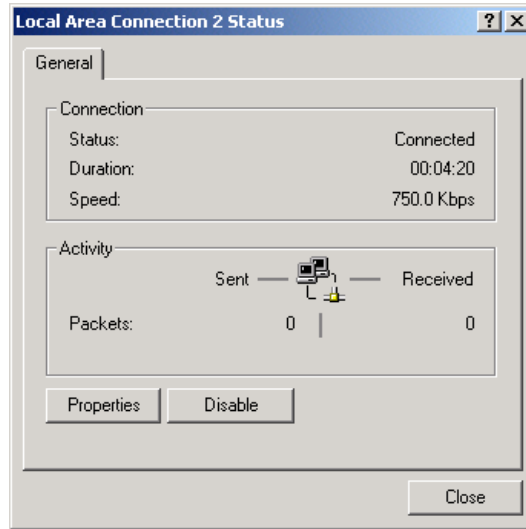 Local Area Connection 2 Status
General
Connection
Status: Connected
Duration: 00:04:20
Speed: 750.0 Kbps
Activity
Sent Received
Packets: 0 0
Properties Disable
Close